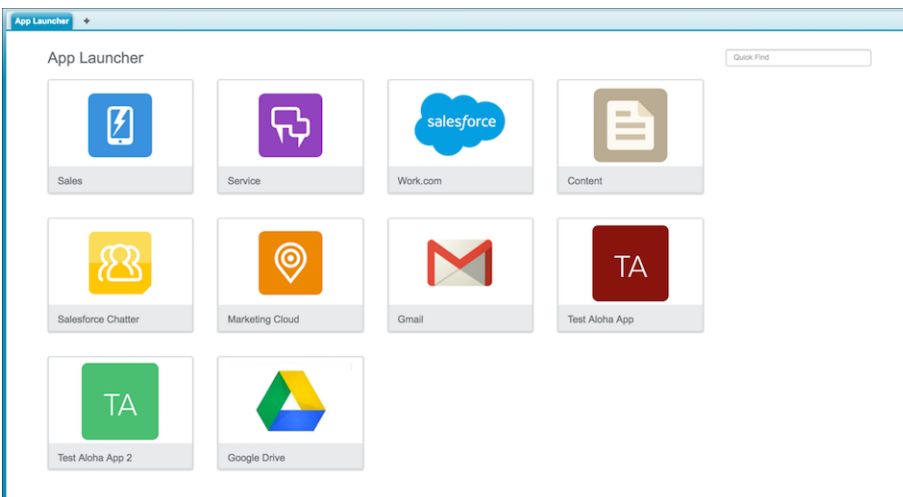 App Launcher +
App Launcher
Quick Find
salesforce
Sales Service Work.com Content
TA
Salesforce Chatter Marketing Cloud Gmail Test Aloha App
TA
Test Aloha App 2 Google Drive